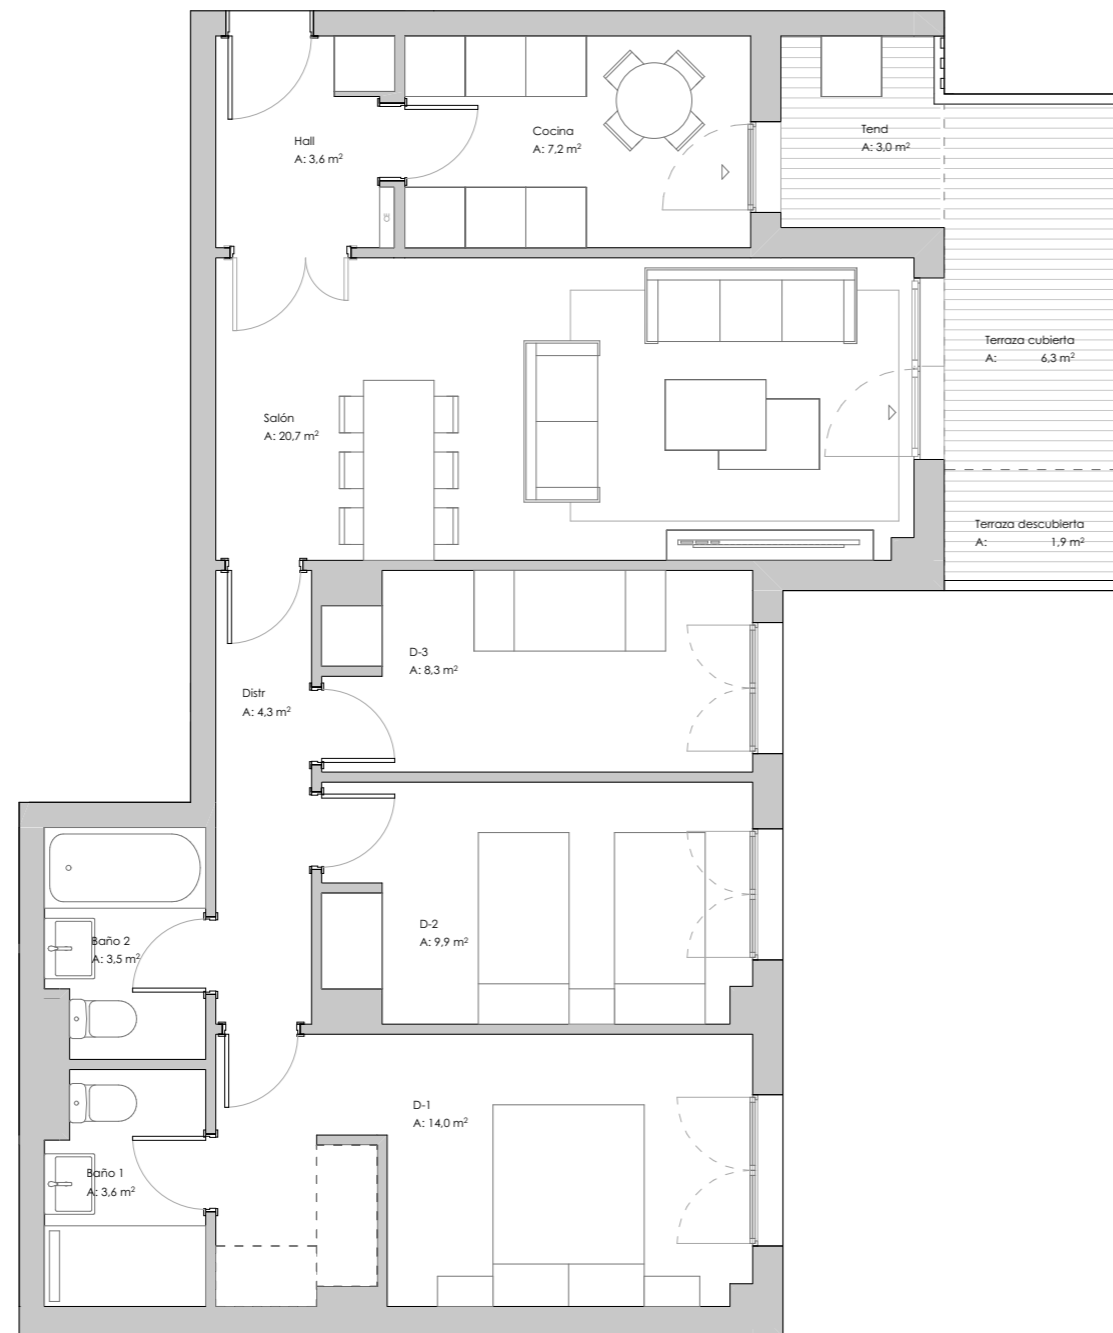 Hall
A: 3,6 m²
Cocina
A: 7,2 m²
Tend
A: 3,0 m²
CE
Terraza cubierta
A: 6,3 m²
Salón
A: 20,7 m²
Terraza descubierta
A: 1,9 m²
D-3
A: 8,3 m²
Distr
A: 4,3 m²
D-2
A: 9,9 m²
Baño 2
A: 3,5 m²
D-1
A: 14,0 m²
Baño 1
A: 3,6 m²